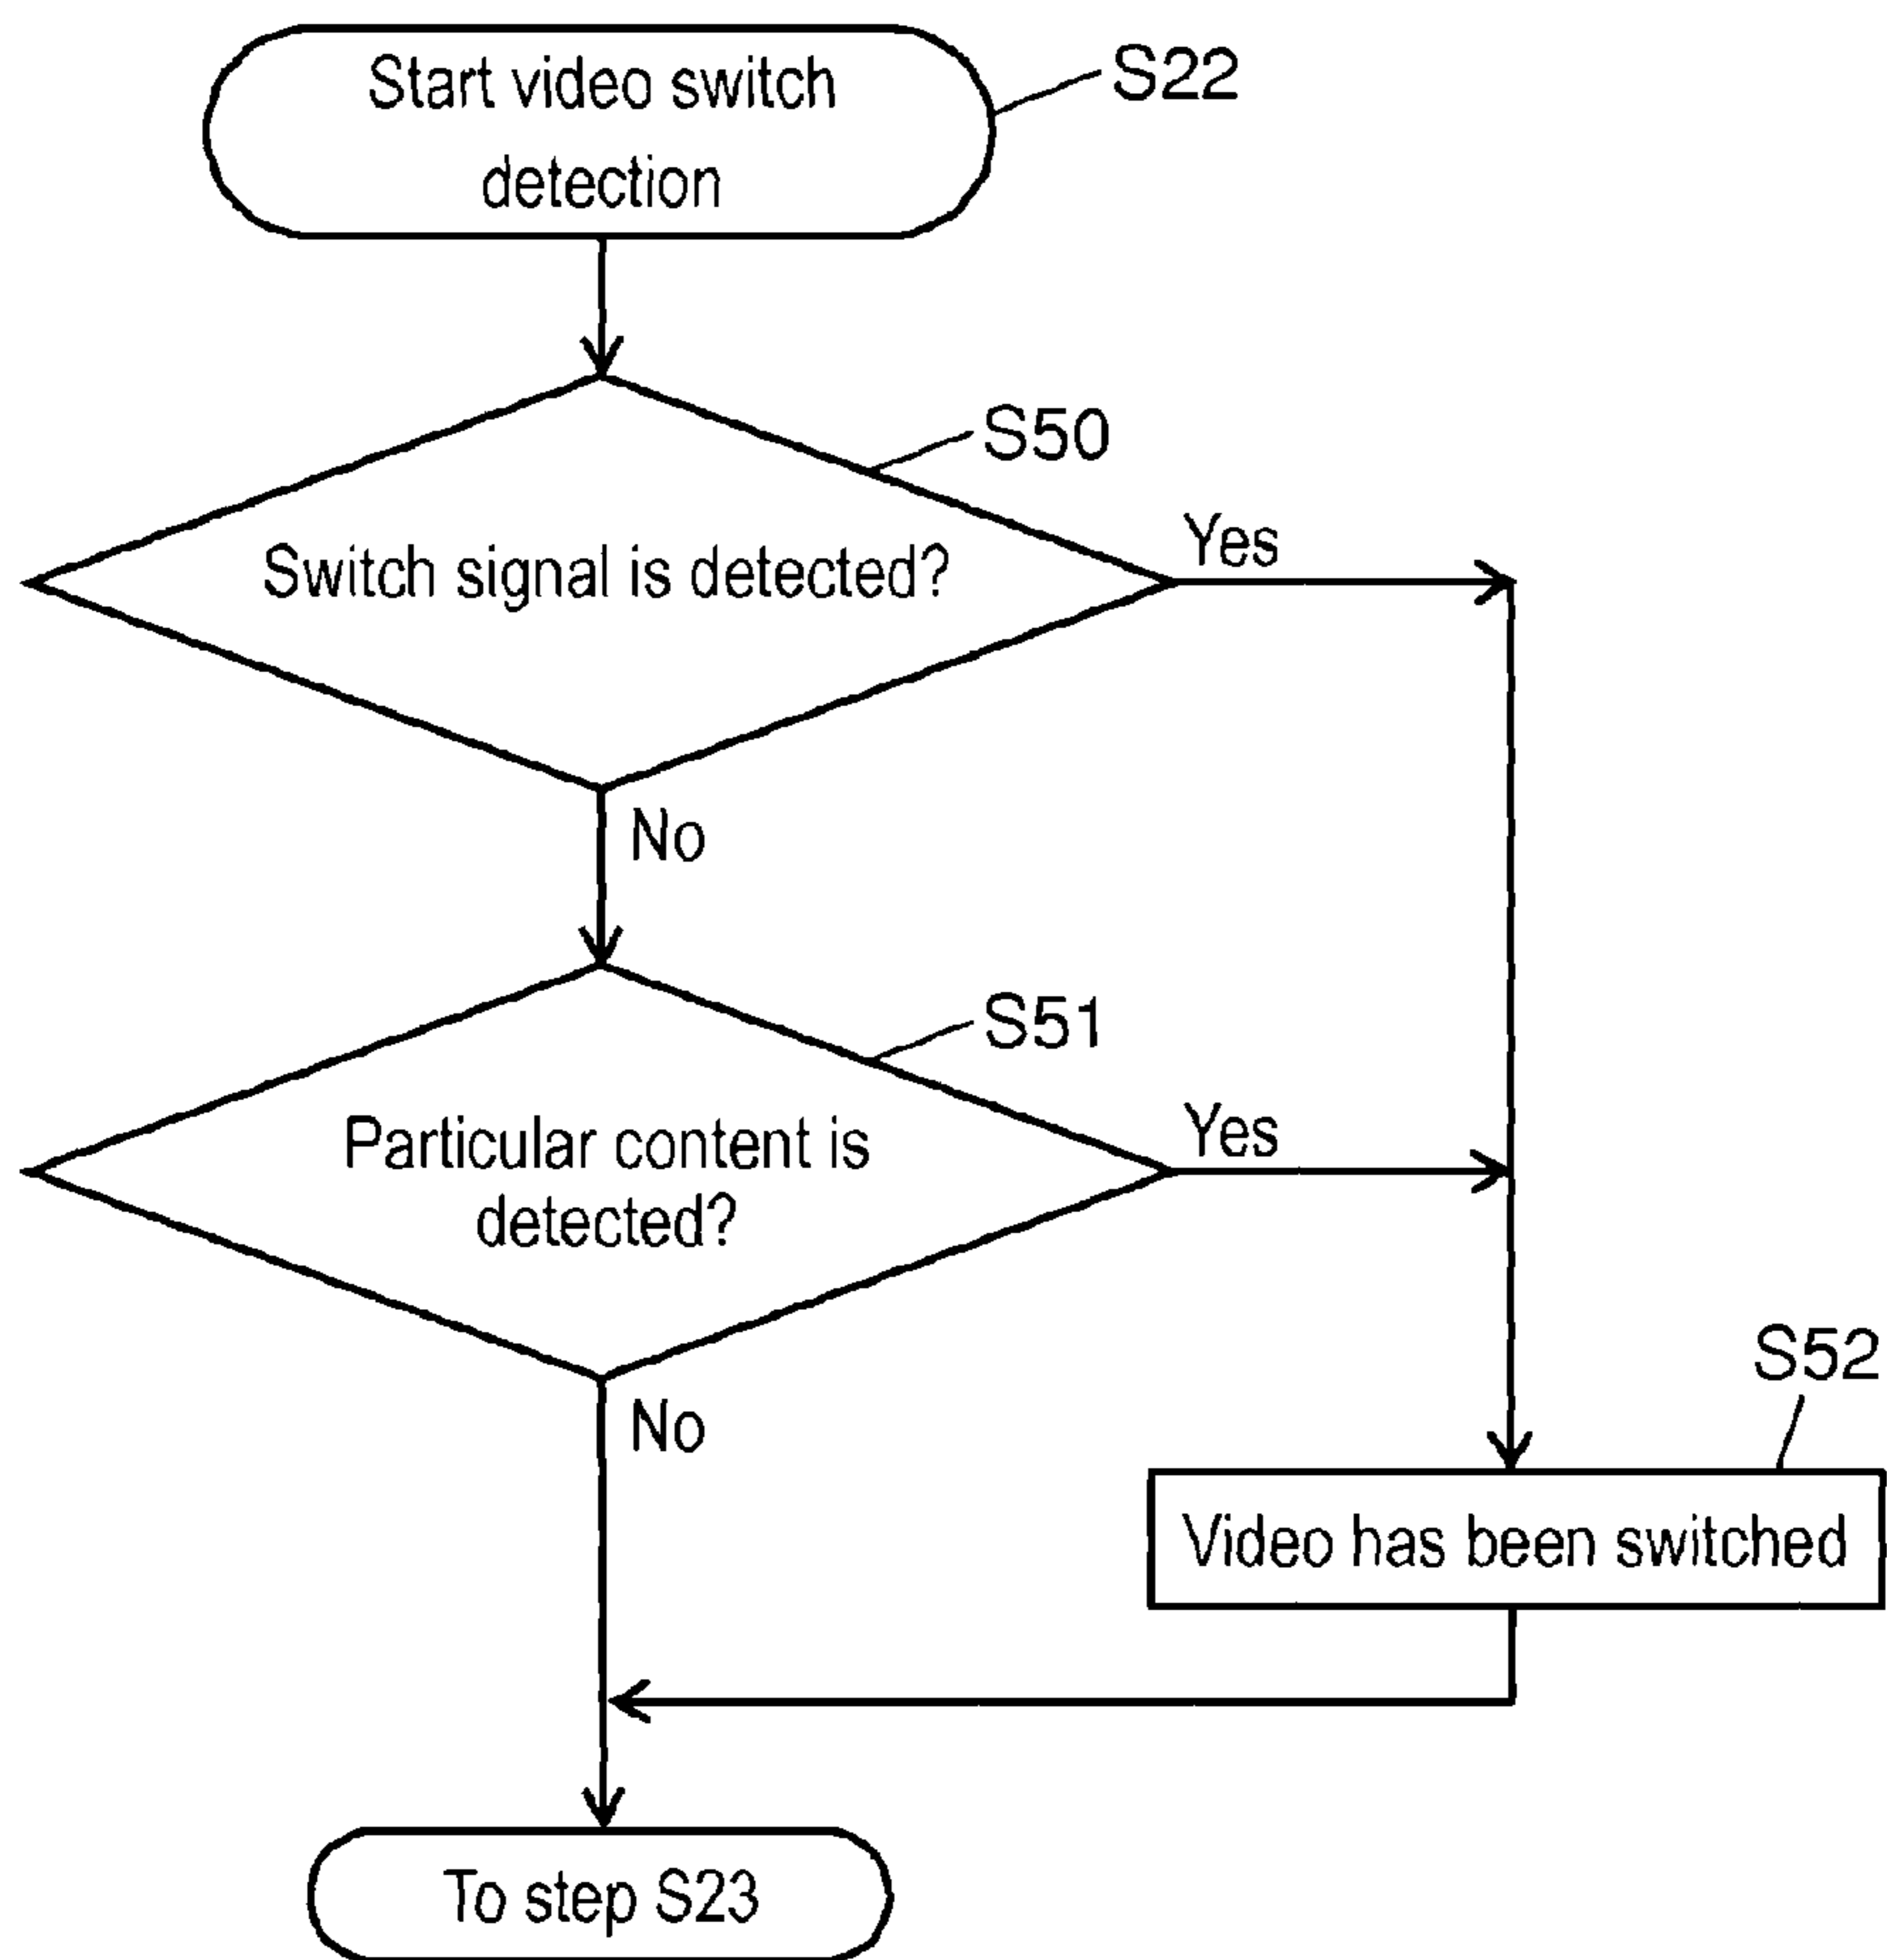 Start video switch
detection
S22
S50
Switch signal is detected?
Yes
No
S51
Particular content is
detected?
Yes
No
S52
Video has been switched
To step S23